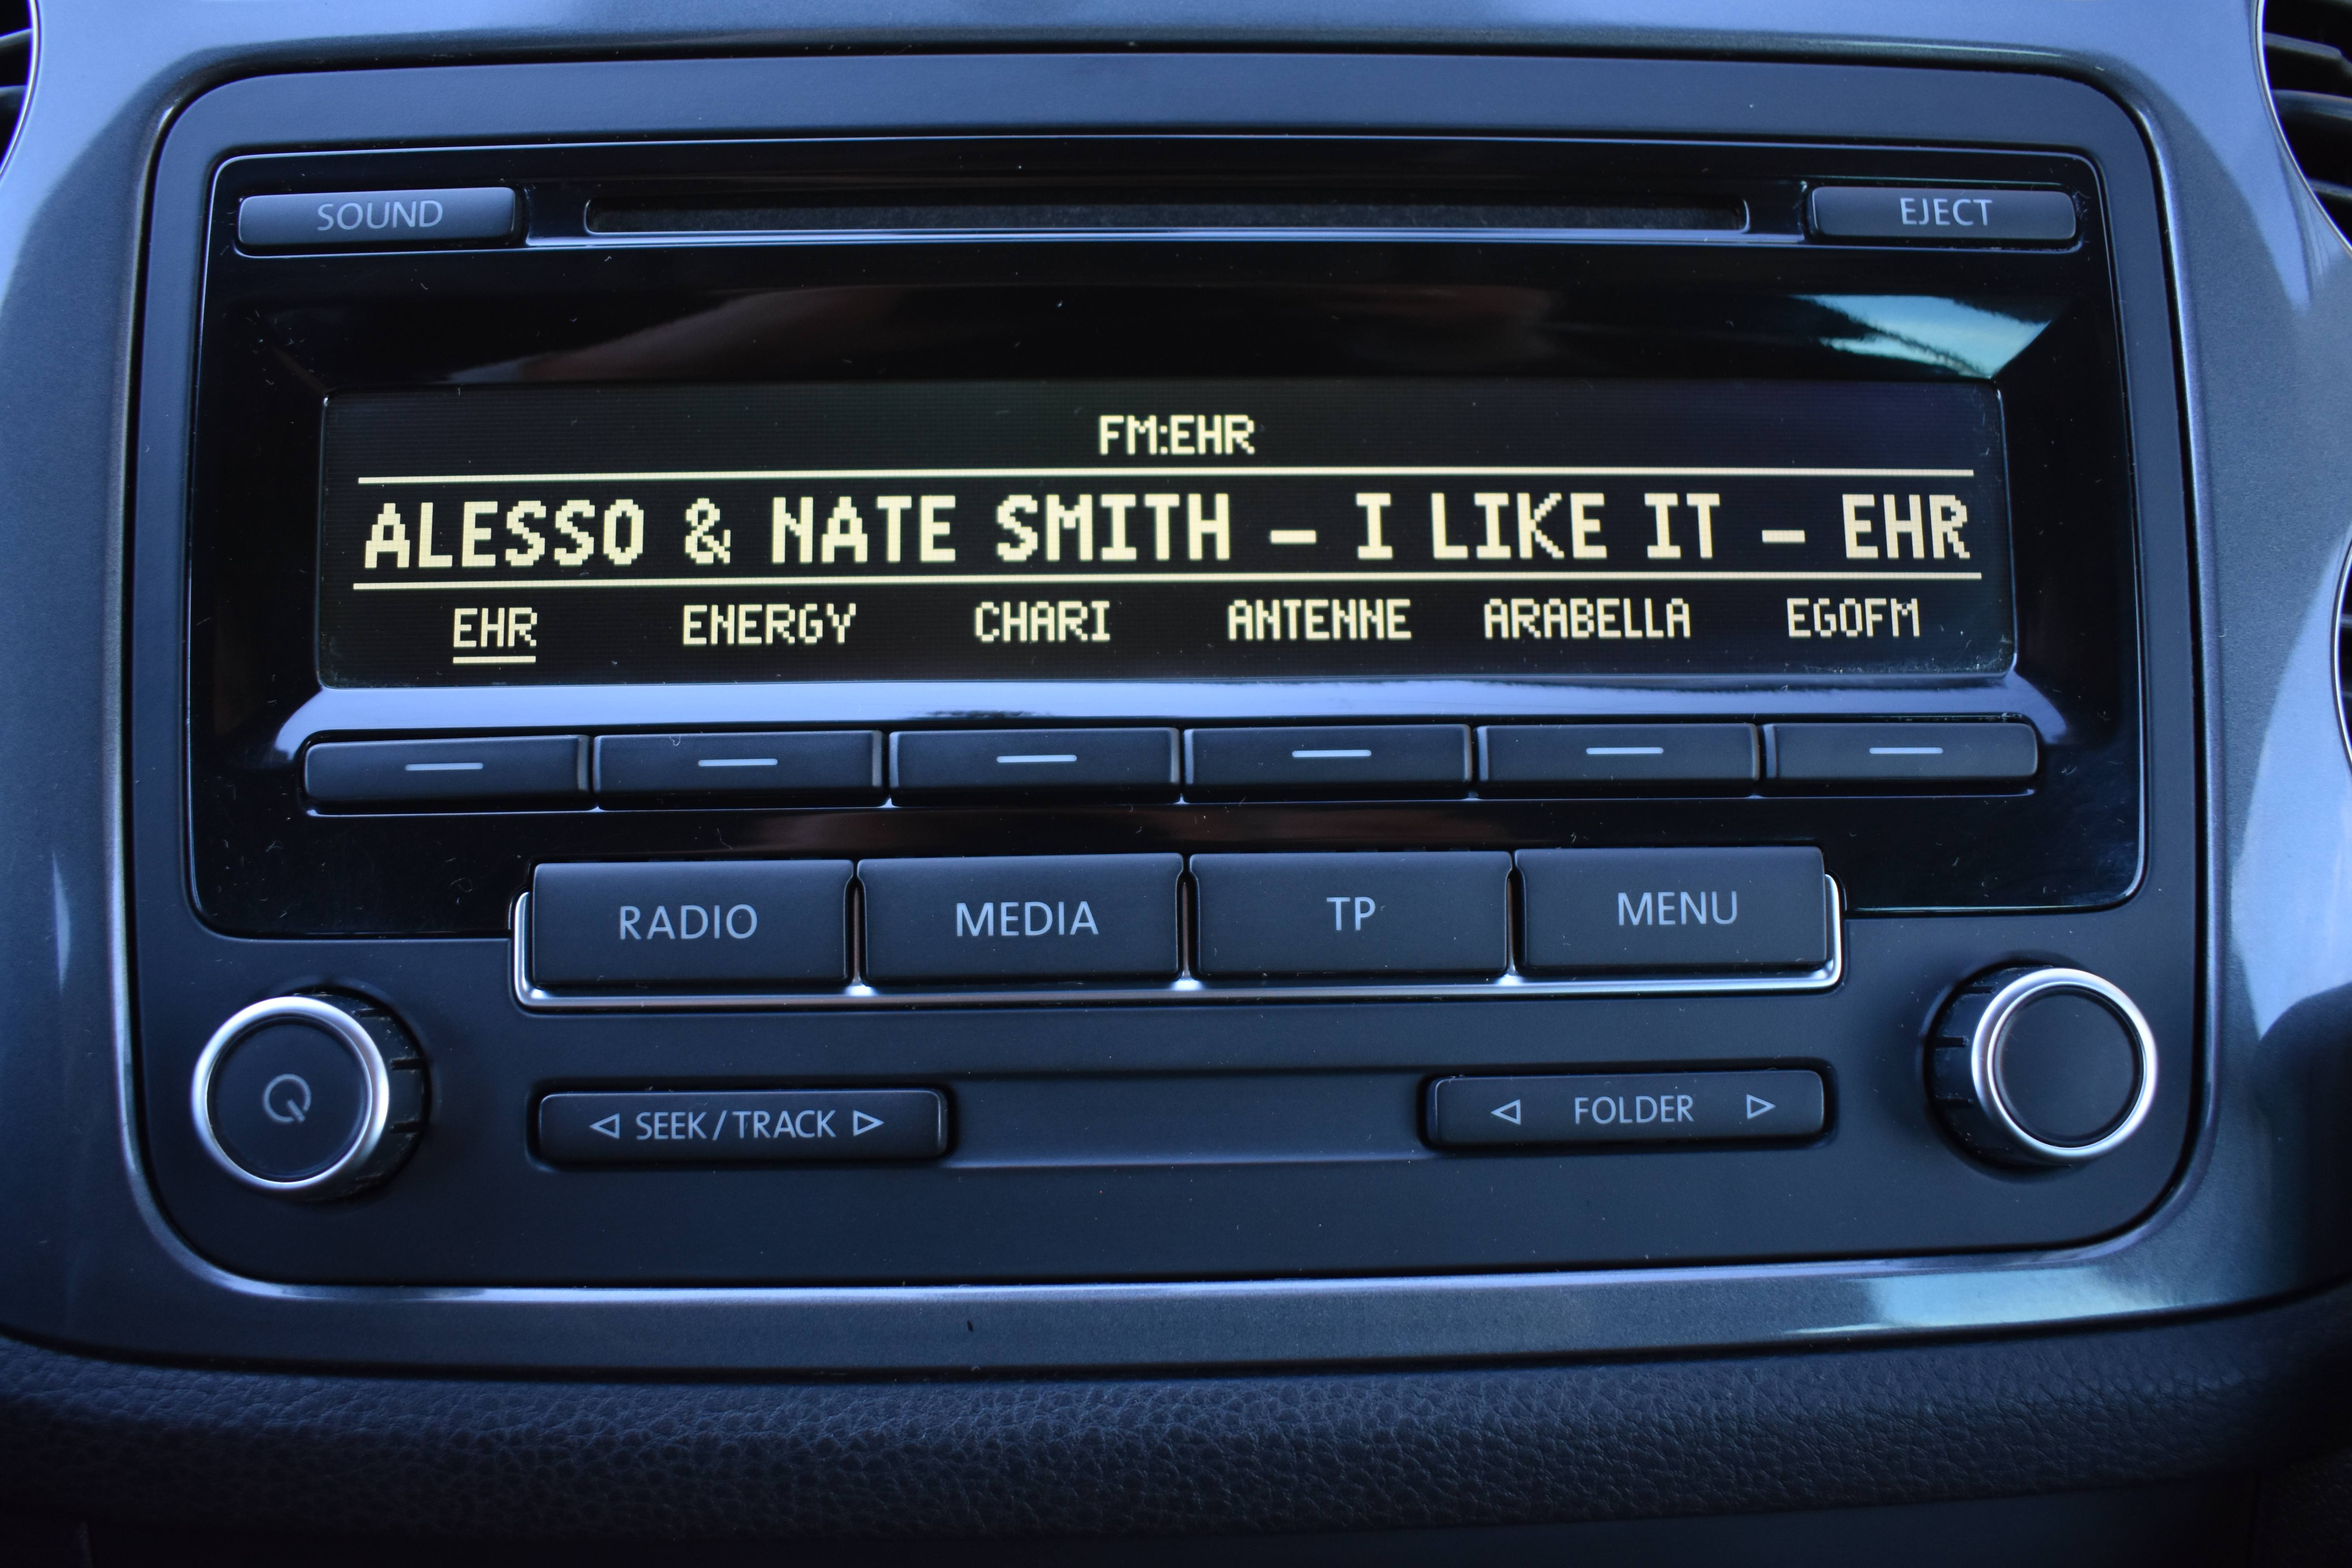 SOUND EJECT
FM:EHR
ALESSO & NATE SMITH – I LIKE IT – EHR
EHR ENERGY CHARI ANTENNE ARABELLA EGOFM
RADIO MEDIA TP MENU
SEEK/TRACK FOLDER